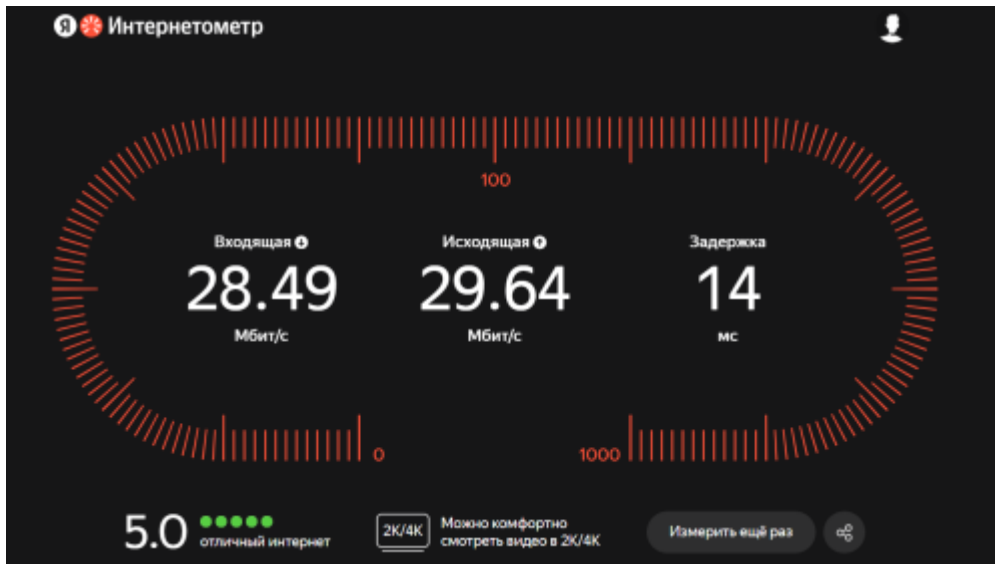 Я Интернетометр
100
Входящая Исходящая Задержка
28.49 29.64 14
Мбит/с Мбит/с мс
0 1000
5.0 отличный интернет
2K/4K Можно комфортно
смотреть видео в 2K/4K
Измерить ещё раз